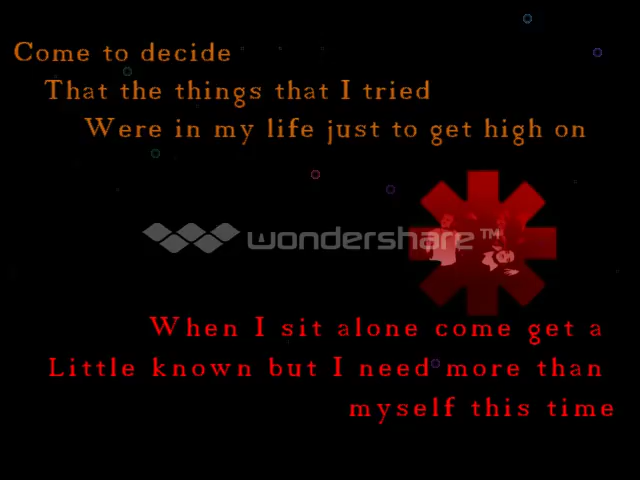 Come to decide
That the things that I tried
Were in my life just to get high on
wondershare™
When I sit alone come get a
Little known but I need more than
myself this time